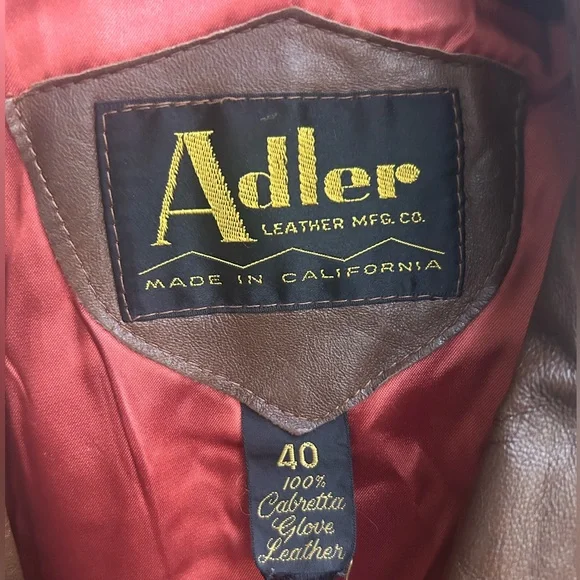 Adler
LEATHER MFG. CO.
MADE IN CALIFORNIA
40
100%
Cabretta
Glove
Leather